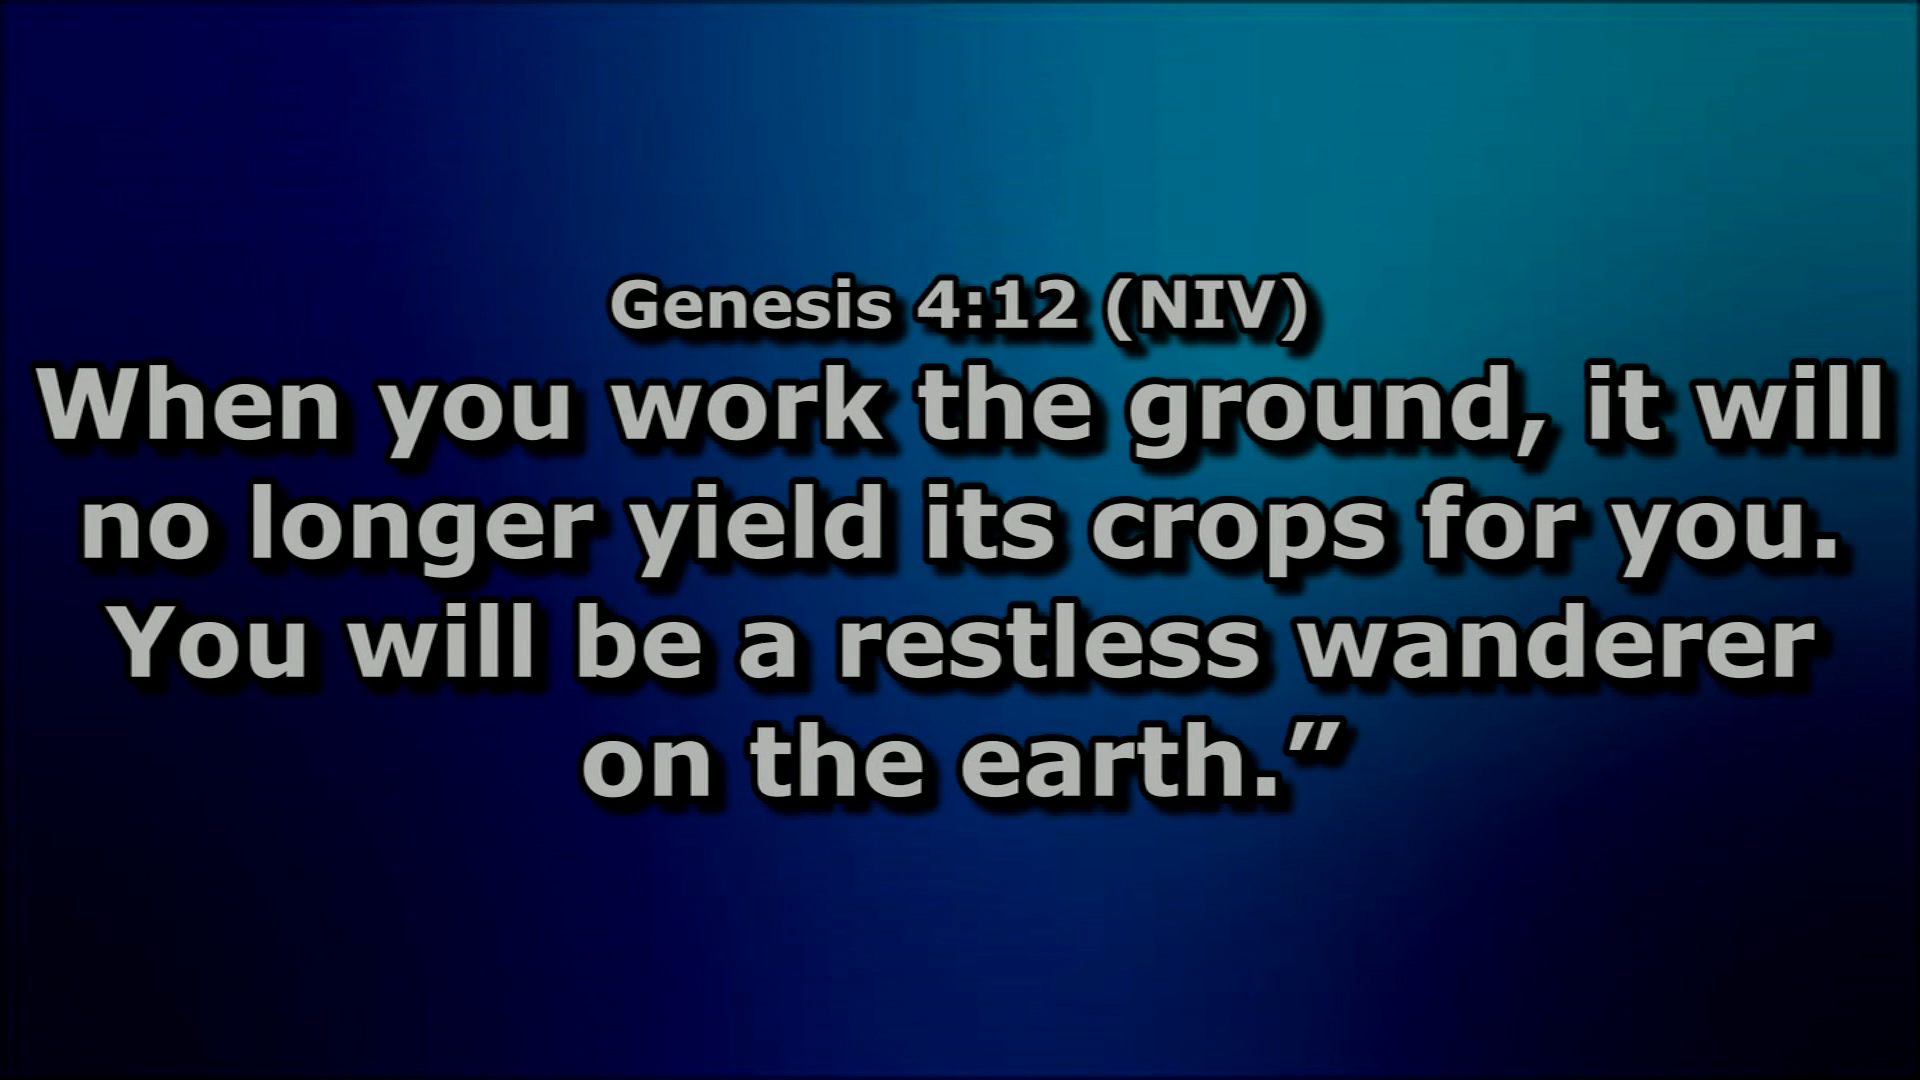 Genesis 4:12 (NIV)
When you work the ground, it will
no longer yield its crops for you.
You will be a restless wanderer
on the earth.”